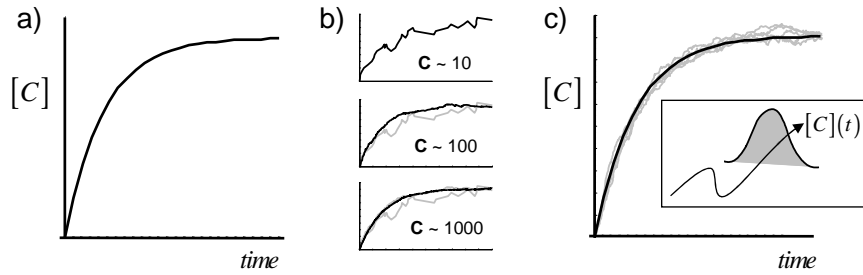 a)
[C]
time
b)
C ~ 10
C ~ 100
C ~ 1000
c)
[C]
[C](t)
time